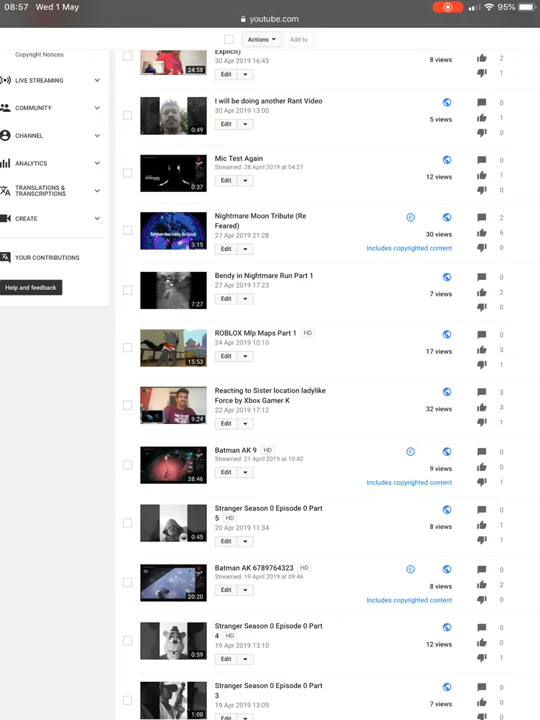 08:57 Wed 1 May
95%
youtube.com
Actions
Add to
Copyright Notices
LIVE STREAMING
COMMUNITY
CHANNEL
ANALYTICS
TRANSLATIONS &
TRANSCRIPTIONS
CREATE
YOUR CONTRIBUTIONS
Help and feedback
Explicit)
30 Apr 2019 16:45
24:58
Edit
8 views
2
1
I will be doing another Rant Video
30 Apr 2019 13:00
0:49
Edit
5 views
0
1
0
Mic Test Again
Streamed: 28 April 2019 at 04:27
0:37
Edit
12 views
0
1
0
Nightmare Moon Tribute (Re
Feared)
27 Apr 2019 21:28
3:15
Edit
30 views
Includes copyrighted content
2
6
0
Bendy in Nightmare Run Part 1
27 Apr 2019 17:23
7:27
Edit
7 views
0
2
0
ROBLOX Mlp Maps Part 1 HD
24 Apr 2019 10:10
15:53
Edit
17 views
0
3
1
Reacting to Sister location ladylike
Force by Xbox Gamer K
22 Apr 2019 17:12
9:24
Edit
32 views
3
3
1
Batman AK 9 HD
Streamed: 21 April 2019 at 10:42
38:46
Edit
9 views
Includes copyrighted content
0
0
1
Stranger Season 0 Episode 0 Part
5 HD
20 Apr 2019 11:34
0:45
Edit
8 views
0
1
1
Batman AK 6789764323 HD
Streamed: 19 April 2019 at 09:46
20:20
Edit
8 views
Includes copyrighted content
0
2
0
Stranger Season 0 Episode 0 Part
4 HD
19 Apr 2019 13:10
0:59
Edit
12 views
0
0
1
Stranger Season 0 Episode 0 Part
3
19 Apr 2019 13:09
1:00
Edit
7 views
0
0
0